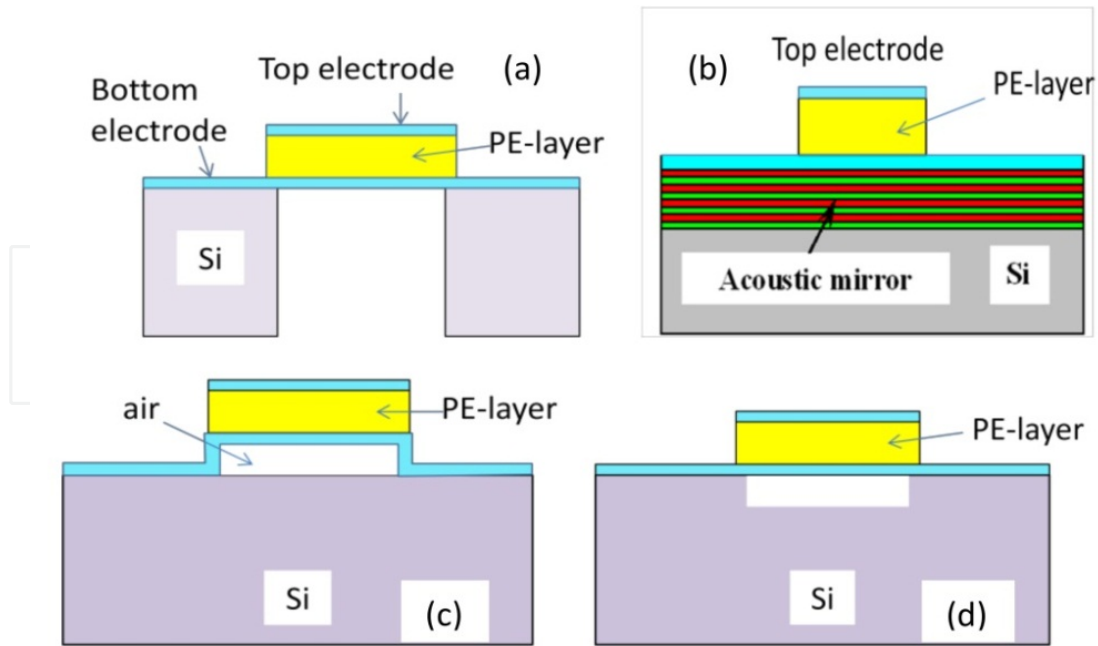 Top electrode
(a)
Bottom
electrode
PE-layer
Si
(b)
Top electrode
PE-layer
Acoustic mirror
Si
air
PE-layer
Si
(c)
PE-layer
Si
(d)